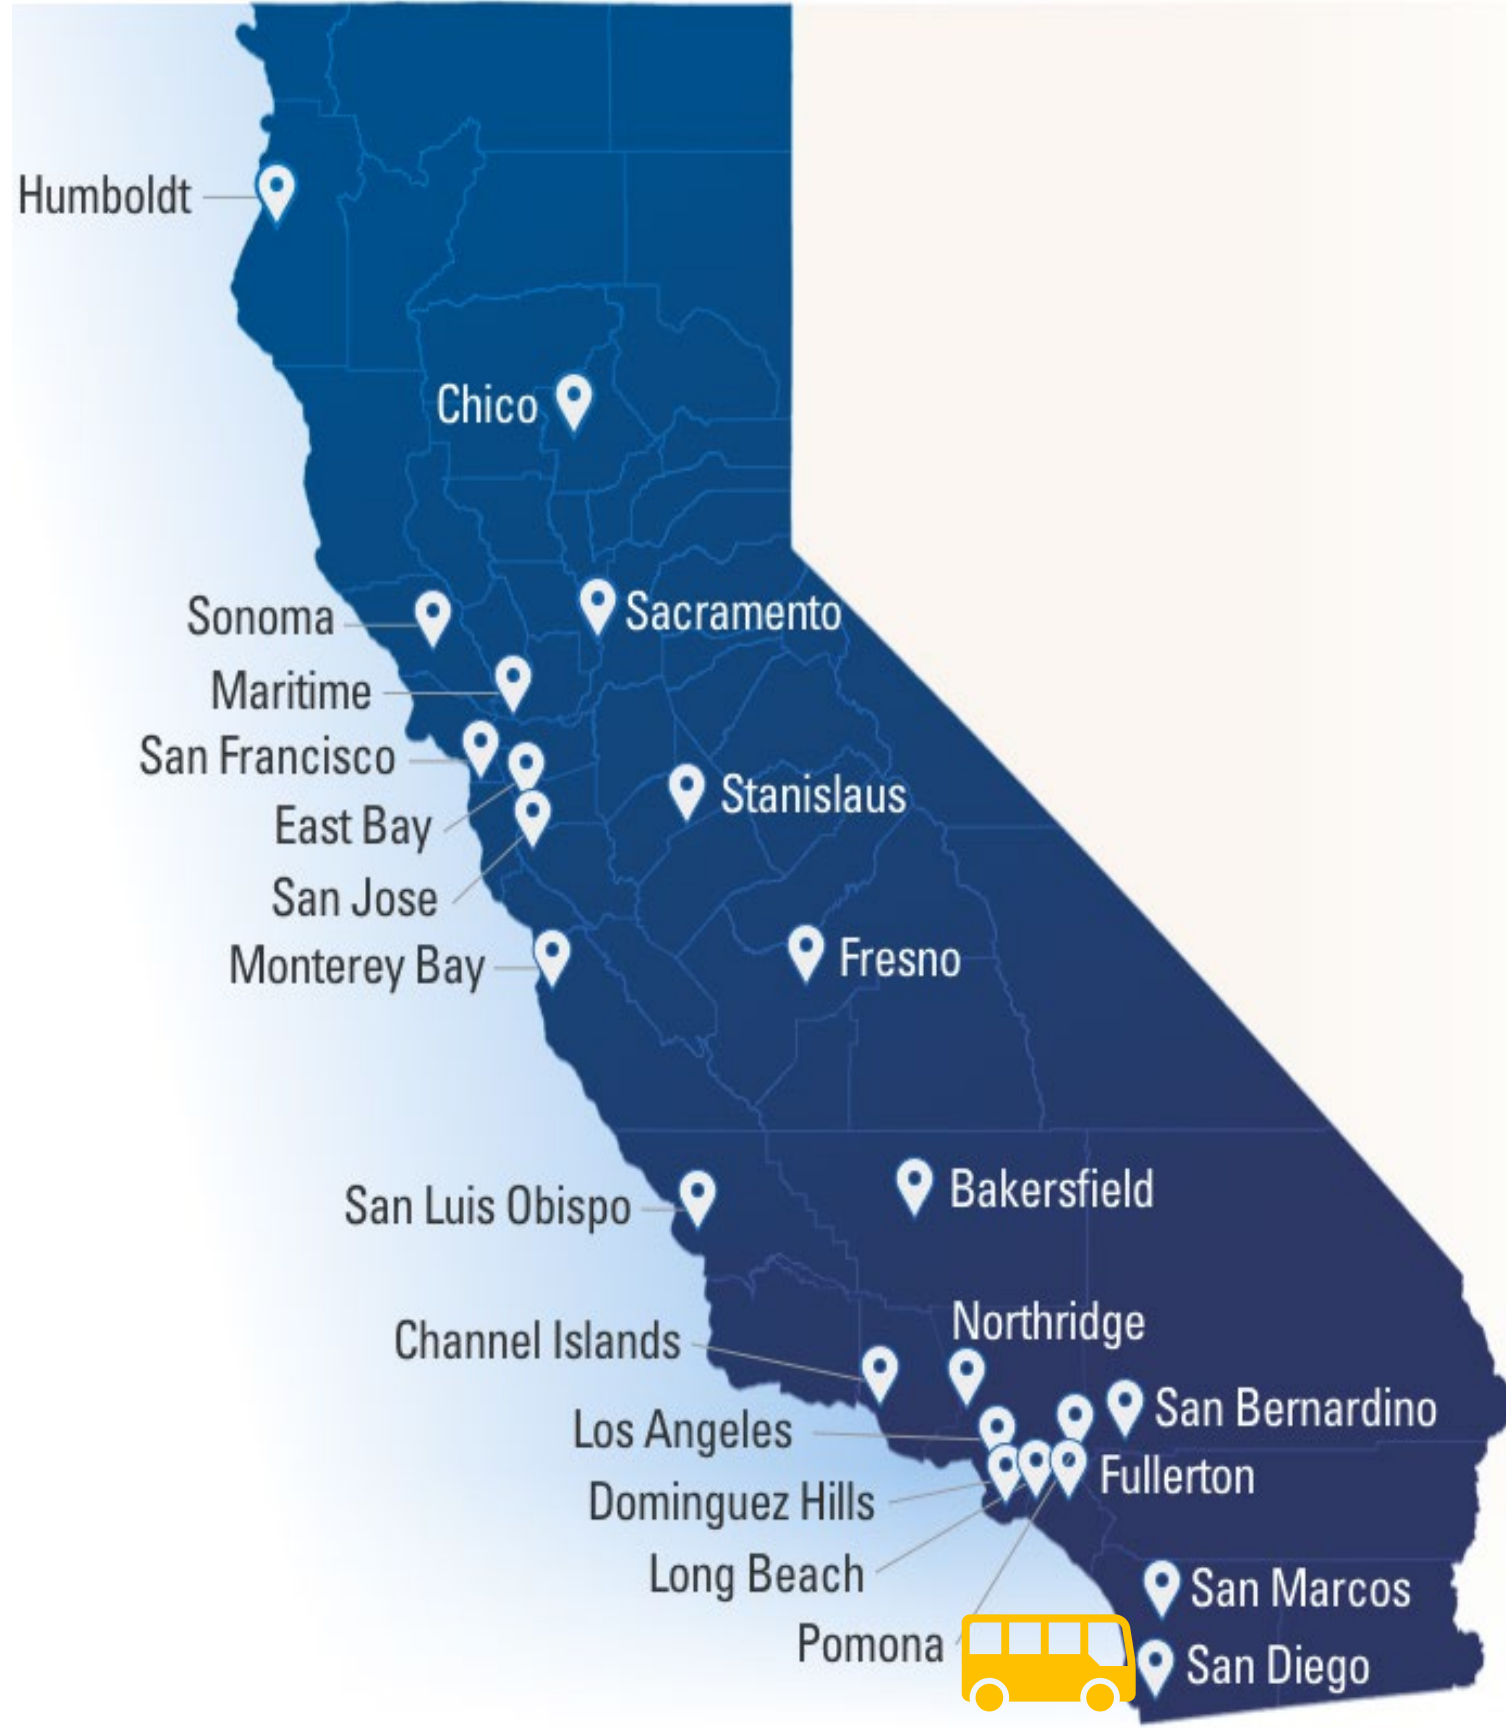 Humboldt
Chico
Sonoma
Sacramento
Maritime
San Francisco
Stanislaus
East Bay
San Jose
Monterey Bay
Fresno
San Luis Obispo
Bakersfield
Northridge
Channel Islands
San Bernardino
Los Angeles
Fullerton
Dominguez Hills
Long Beach
San Marcos
Pomona
San Diego